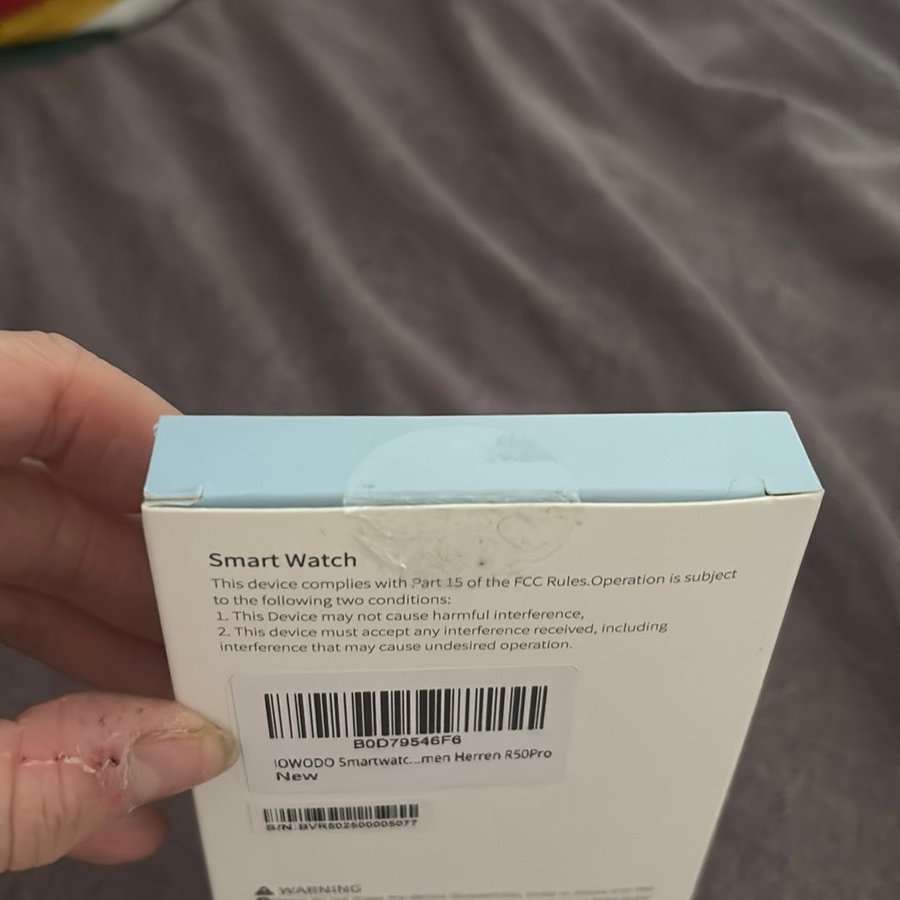 Smart Watch
This device complies with Part 15 of the FCC Rules.Operation is subject
to the following two conditions:
1. This Device may not cause harmful interference,
2. This device must accept any interference received, including
interference that may cause undesired operation.
B0D79546F6
IOWODO Smartwatc...men Herren R50Pro
New
WARNING